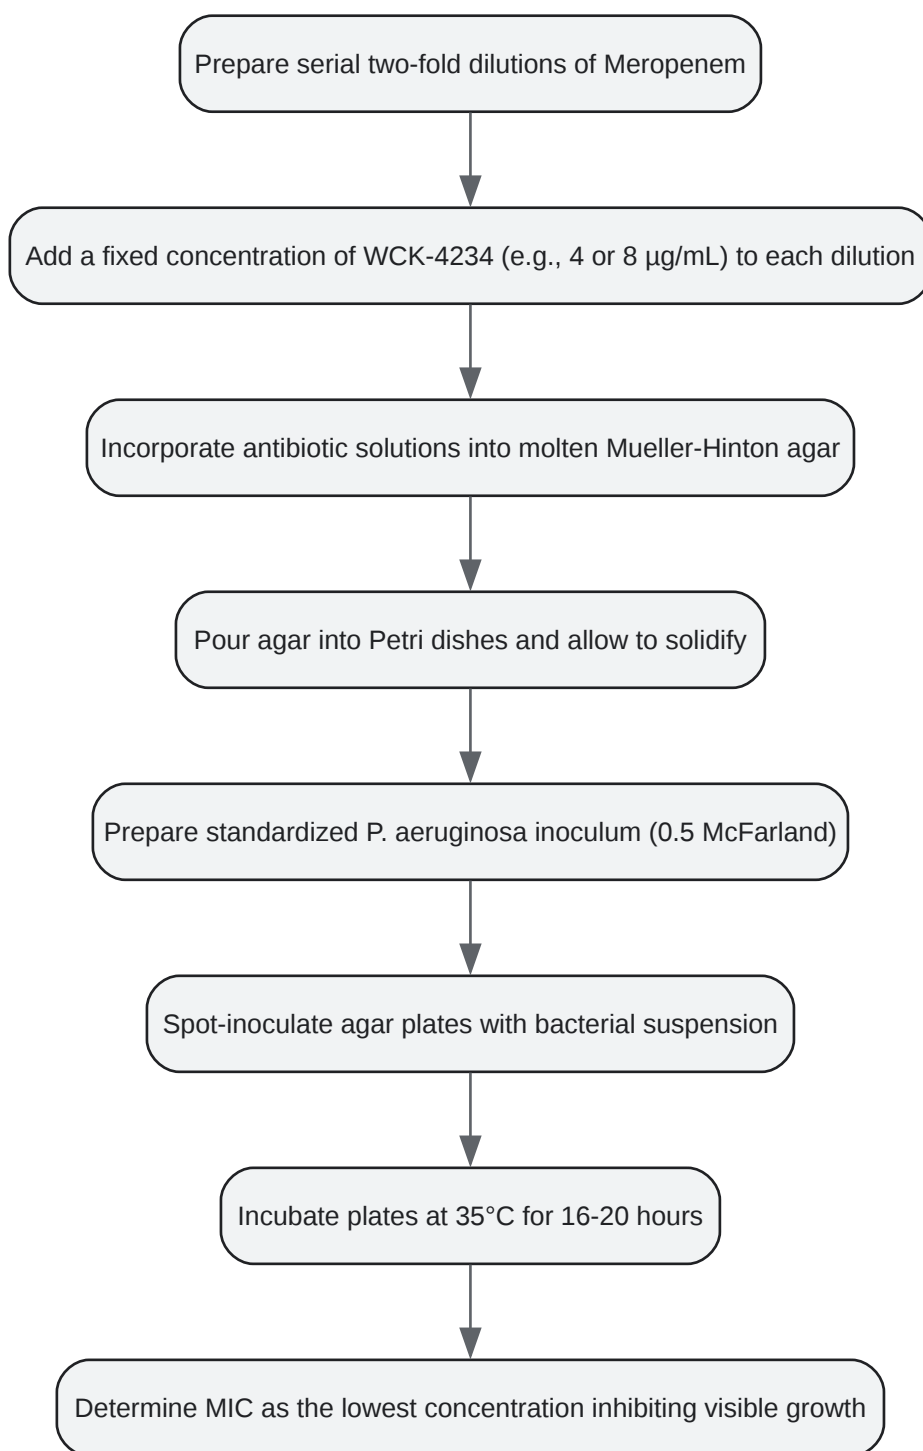 Prepare serial two-fold dilutions of Meropenem
Add a fixed concentration of WCK-4234 (e.g., 4 or 8 µg/mL) to each dilution
Incorporate antibiotic solutions into molten Mueller-Hinton agar
Pour agar into Petri dishes and allow to solidify
Prepare standardized P. aeruginosa inoculum (0.5 McFarland)
Spot-inoculate agar plates with bacterial suspension
Incubate plates at 35°C for 16-20 hours
Determine MIC as the lowest concentration inhibiting visible growth